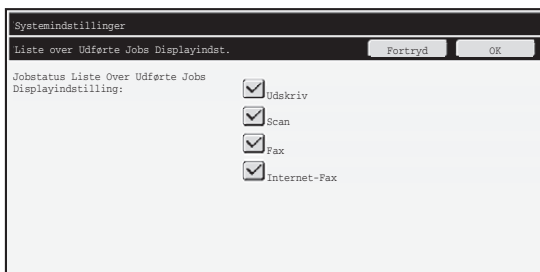 Systemindstillinger
Liste over Udførte Jobs Displayindst. Fortryd OK
Jobstatus Liste Over Udførte Jobs
Displayindstilling:
Udskriv
Scan
Fax
Internet-Fax